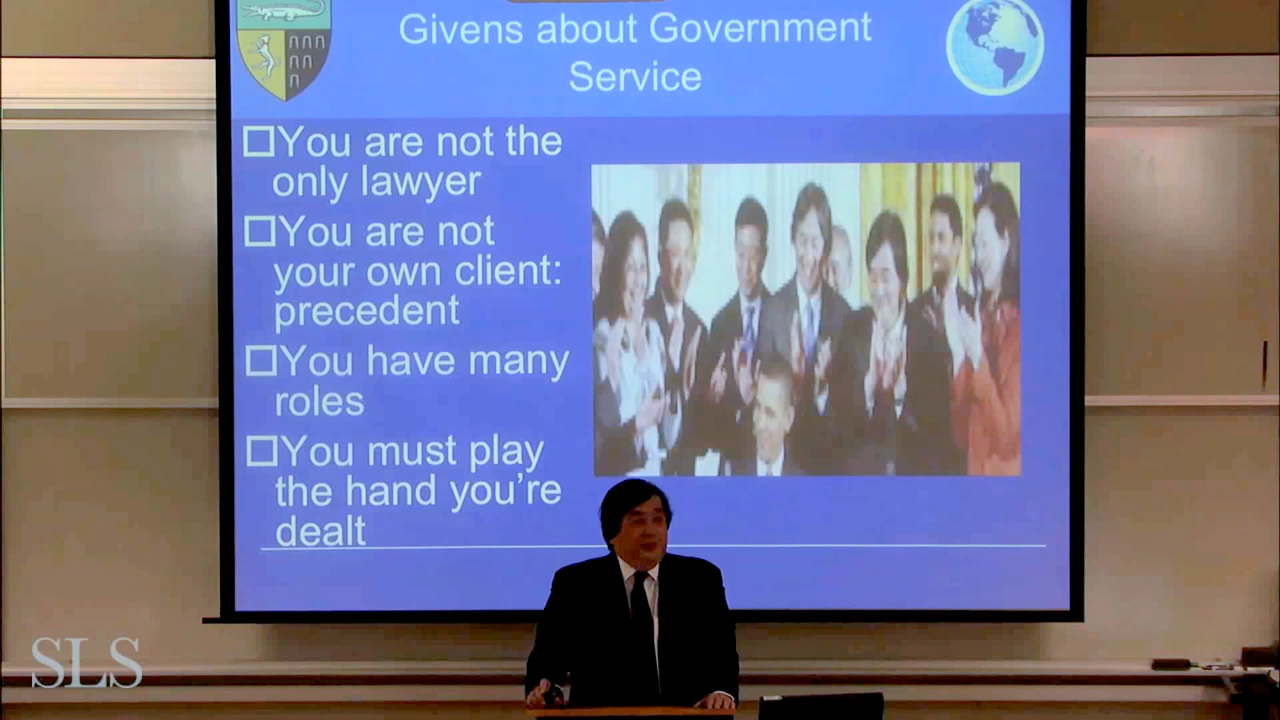 Givens about Government
Service
You are not the
only lawyer
You are not
your own client:
precedent
You have many
roles
You must play
the hand you're
dealt
SLS